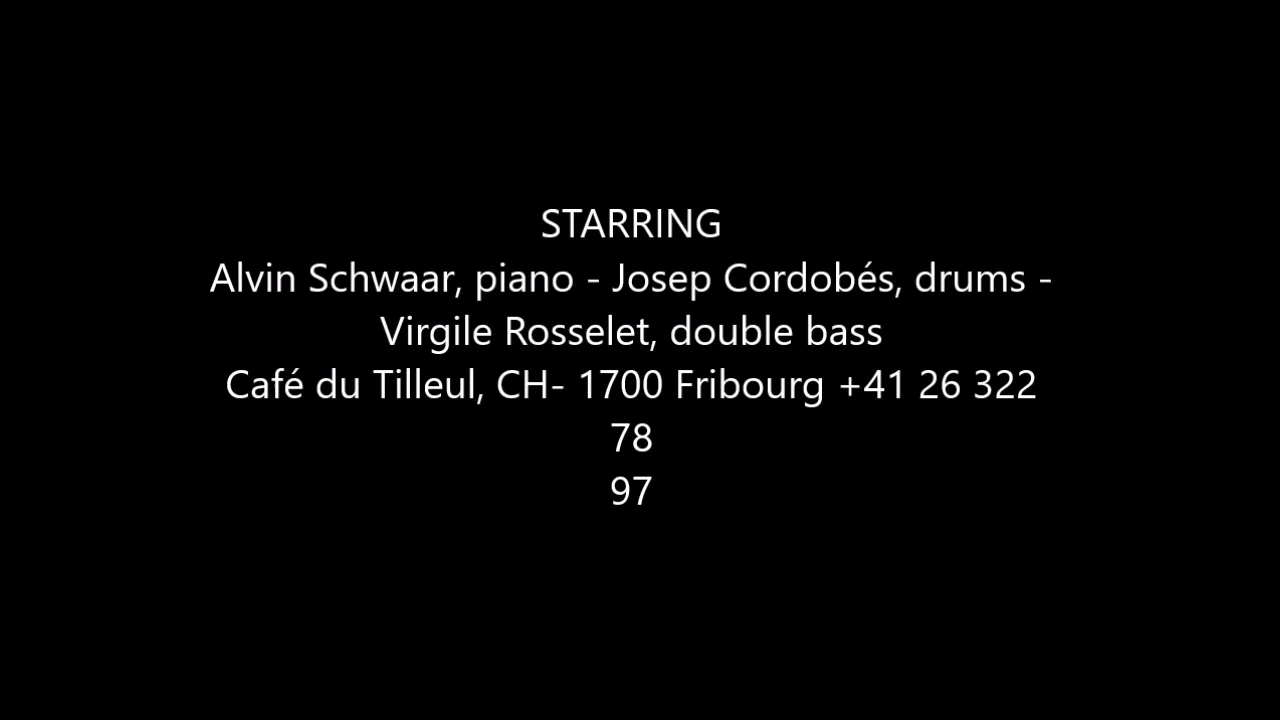 STARRING
Alvin Schwaar, piano - Josep Cordobés, drums -
Virgile Rosselet, double bass
Café du Tilleul, CH- 1700 Fribourg +41 26 322
78
97